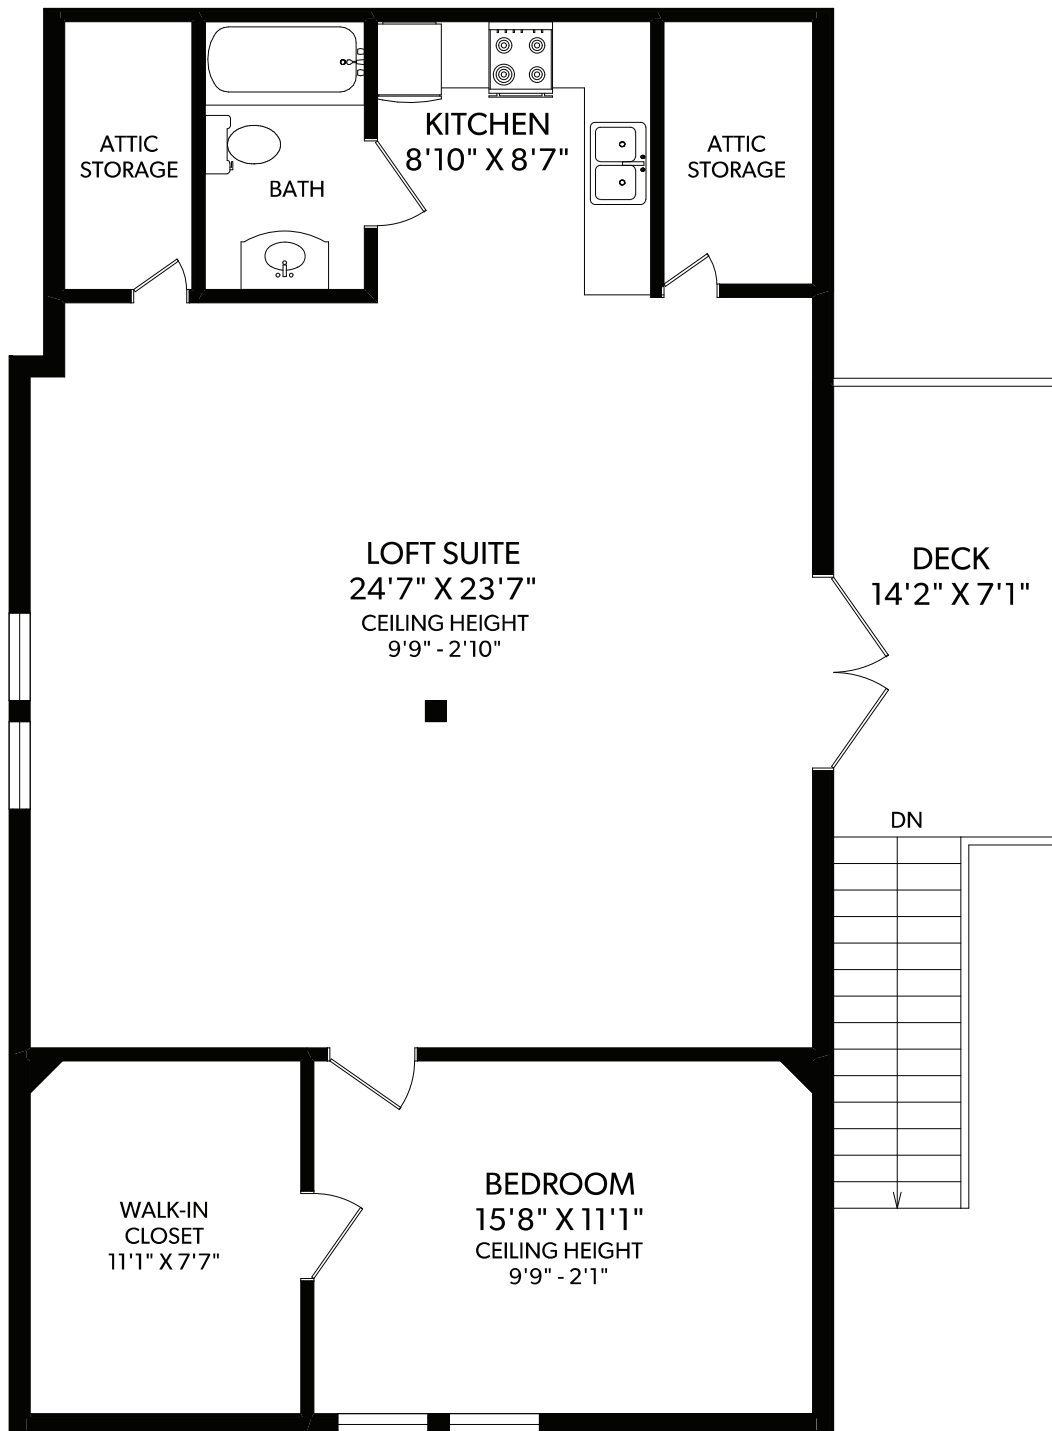 ATTIC
STORAGE
BATH
KITCHEN
8'10" X 8'7"
ATTIC
STORAGE
LOFT SUITE
24'7" X 23'7"
CEILING HEIGHT
9'9" - 2'10"
DECK
14'2" X 7'1"
DN
WALK-IN
CLOSET
11'1" X 7'7"
BEDROOM
15'8" X 11'1"
CEILING HEIGHT
9'9" - 2'1"